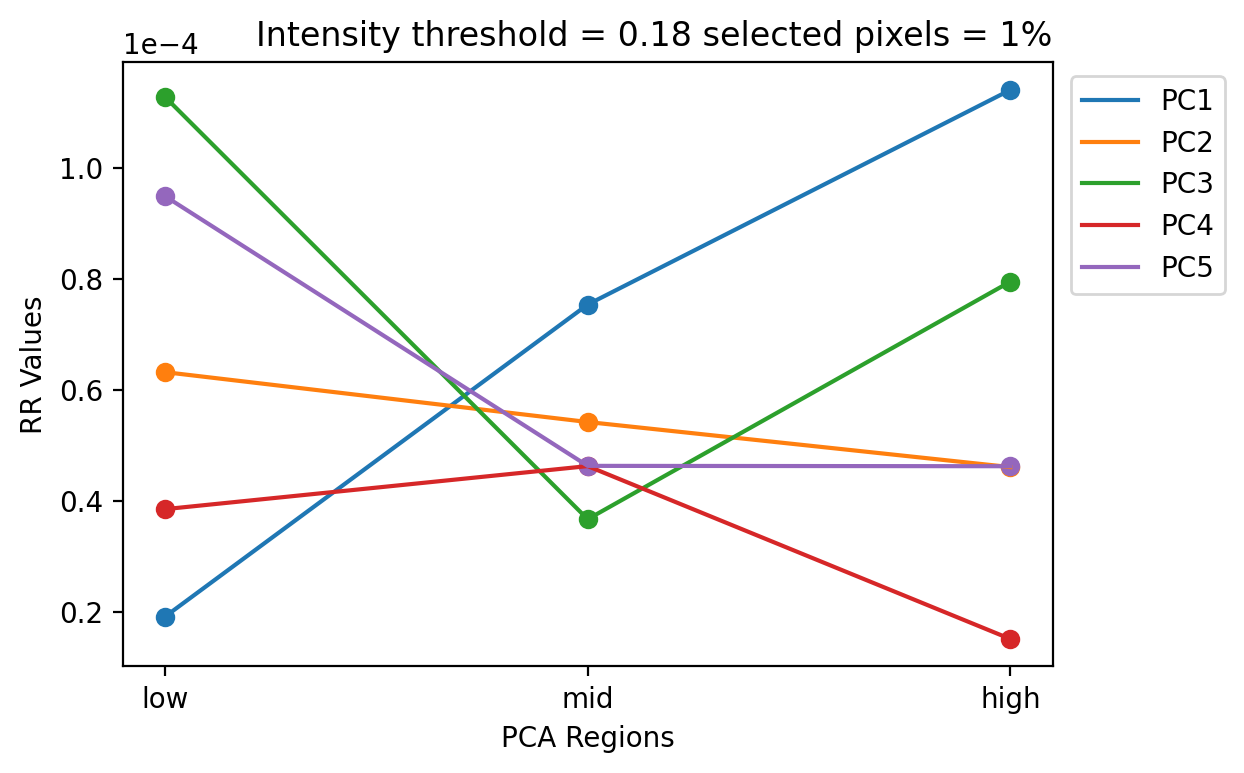 Intensity threshold = 0.18 selected pixels = 1%
1e−4
1.0
0.8
0.6
0.4
0.2
RR Values
low
mid
high
PCA Regions
PC1
PC2
PC3
PC4
PC5